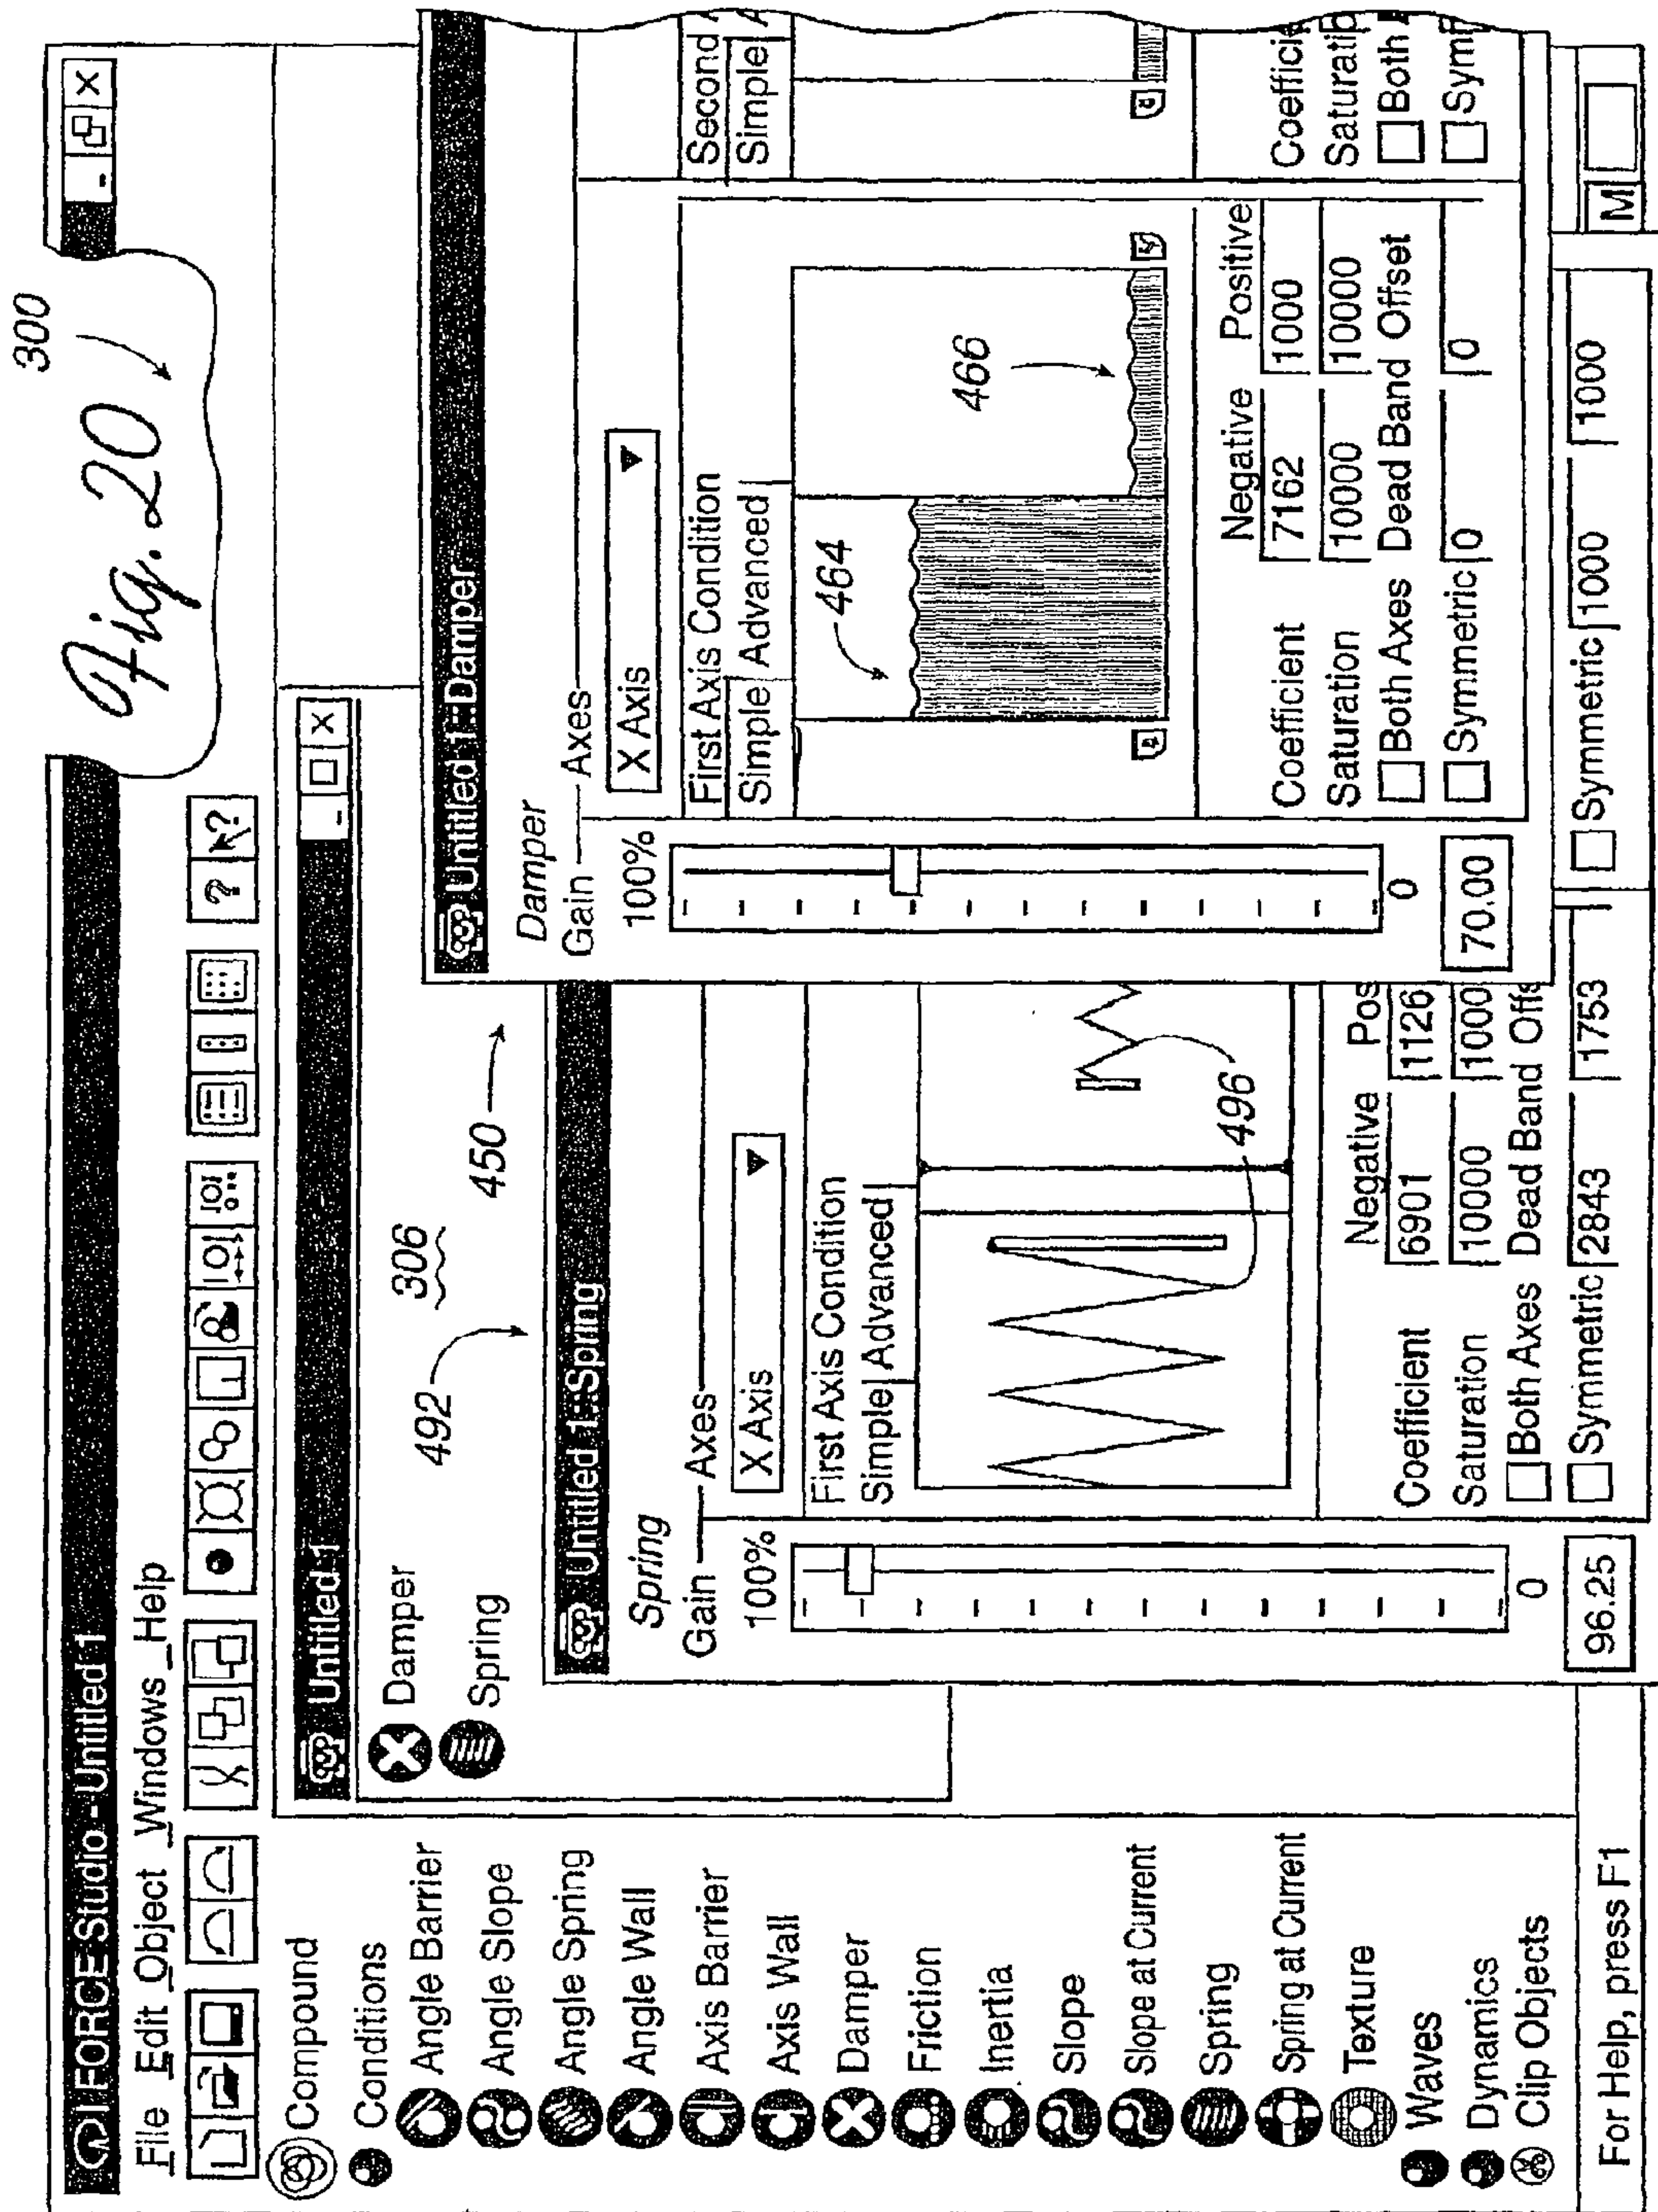 Fig. 20
300
I FORCE Studio - Untitled 1
File Edit Object Windows Help
Compound
Conditions
Angle Barrier
Angle Slope
Angle Spring
Angle Wall
Axis Barrier
Axis Wall
Damper
Friction
Inertia
Slope
Slope at Current
Spring
Spring at Current
Texture
Waves
Dynamics
Clip Objects
For Help, press F1
Untitled 1
Damper
Spring
306
492
450
Untitled 1 : Spring
Spring
Gain
Axes
100%
X Axis
First Axis Condition
Simple Advanced
496
0
96.25
Negative Pos
Coefficient 6901 1126
Saturation 10000 1000
Both Axes Dead Band Offs
Symmetric 2843 1753
Symmetric 1000 1000
Untitled 1 : Damper
Damper
Gain
Axes
100%
X Axis
First Axis Condition
Simple Advanced
464
466
0
70.00
Negative Positive
Coefficient 7162 1000
Saturation 10000 10000
Both Axes Dead Band Offset
Symmetric 0 0
Second
Simple
Coeffici
Saturatio
Both
Sym
M